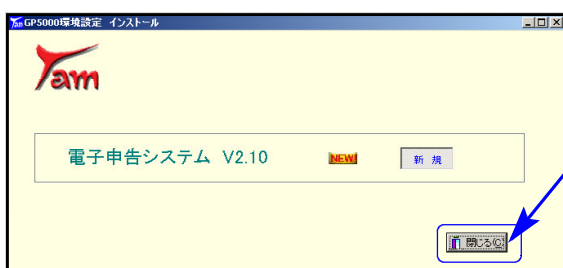 GP5000環境設定 インストール
Tam
電子申告システム V2.10 NEW! 新 規
閉じる(C)